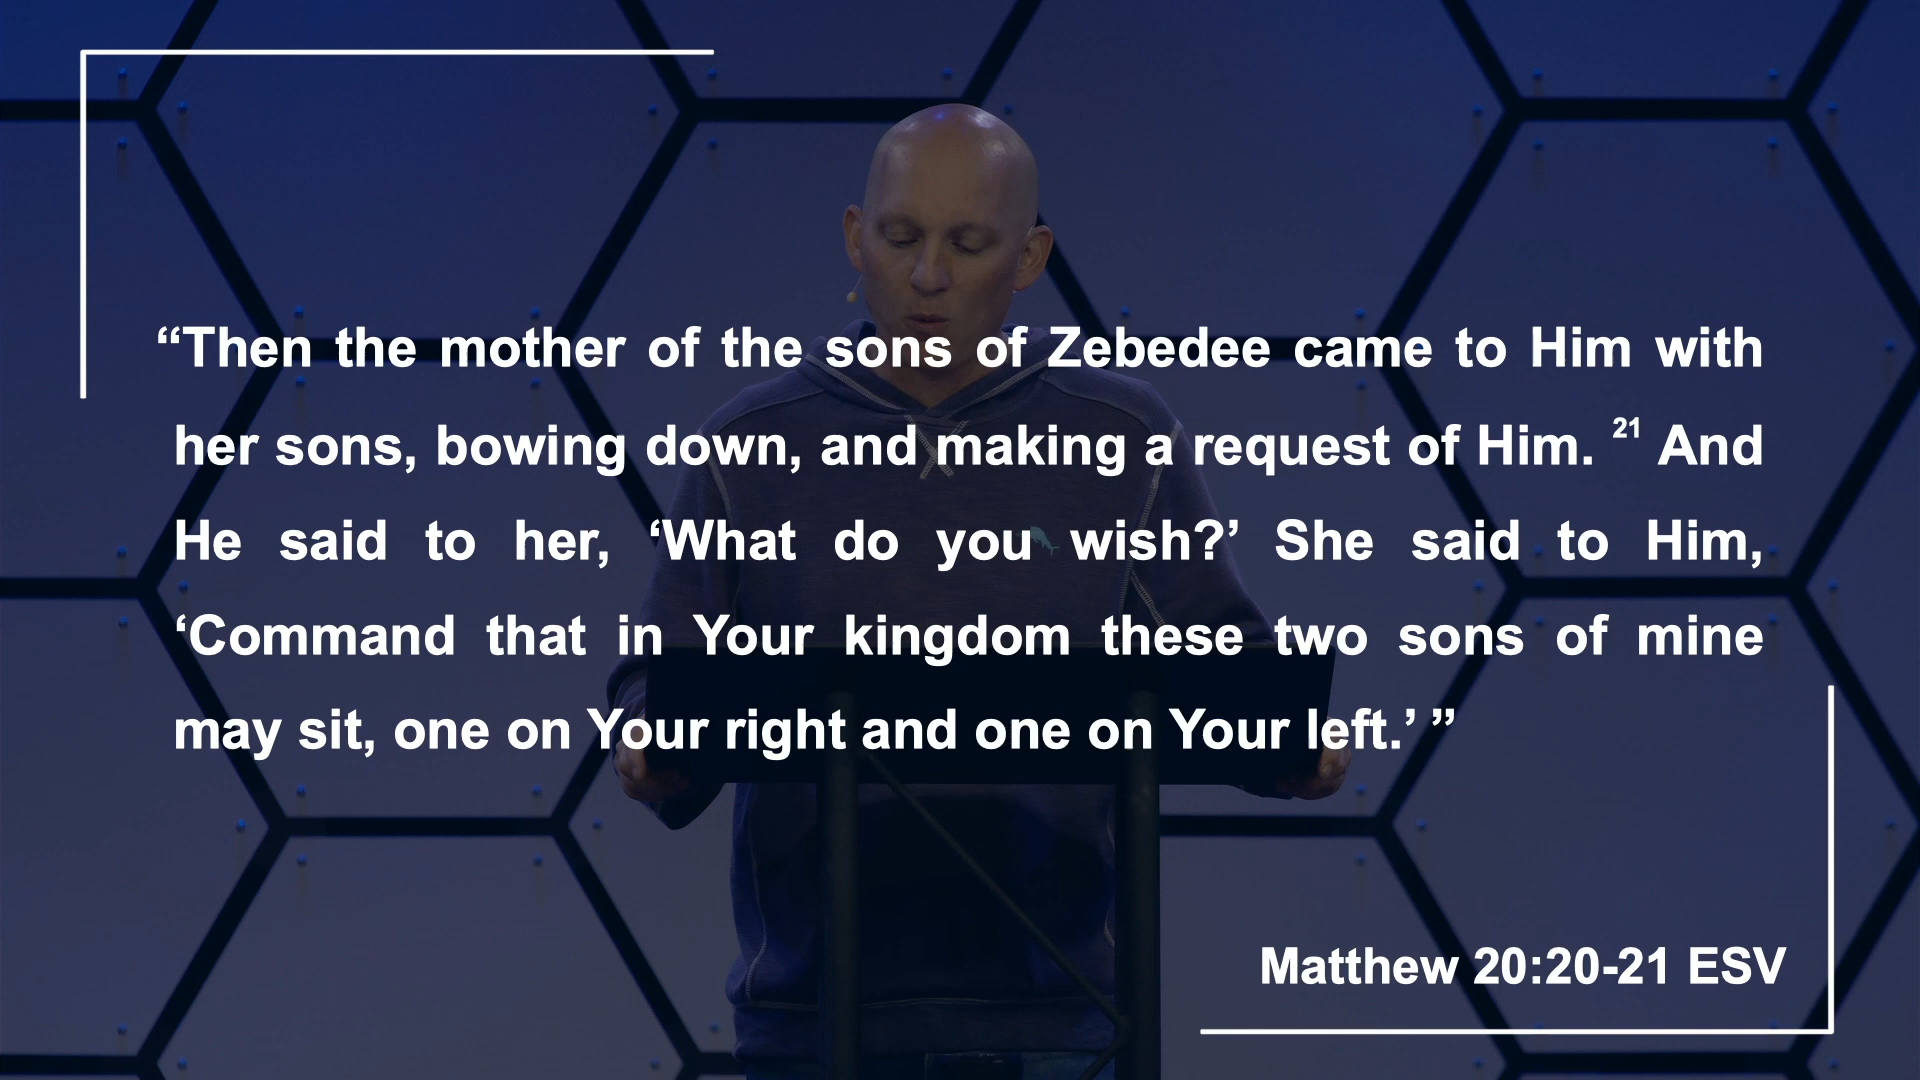 “Then the mother of the sons of Zebedee came to Him with
her sons, bowing down, and making a request of Him. 21 And
He said to her, ‘What do you wish?’ She said to Him,
‘Command that in Your kingdom these two sons of mine
may sit, one on Your right and one on Your left.’ ”
Matthew 20:20-21 ESV